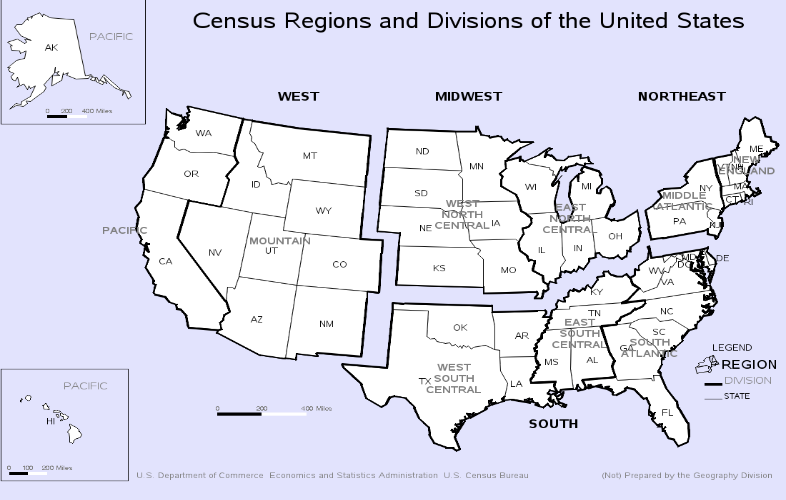 Census Regions and Divisions of the United States
PACIFIC
AK
0 200 400 Miles
WEST
MIDWEST
NORTHEAST
WA
MT
OR
ID
WY
PACIFIC
MOUNTAIN
NV
UT
CO
CA
AZ
NM
ND
MN
SD
WEST
NORTH
CENTRAL
NE
IA
KS
MO
WI
MI
EAST
NORTH
CENTRAL
IL
IN
OH
ME
NEW
ENGLAND
VT
NH
NY
MA
CT
RI
MIDDLE
ATLANTIC
PA
NJ
MD
DE
DC
WV
VA
KY
TN
NC
SC
GA
SOUTH
ATLANTIC
FL
EAST
SOUTH
CENTRAL
MS
AL
OK
AR
WEST
SOUTH
CENTRAL
TX
LA
SOUTH
LEGEND
REGION
DIVISION
STATE
PACIFIC
HI
0 100 200 Miles
0 200 400 Miles
U.S. Department of Commerce Economics and Statistics Administration U.S. Census Bureau
(Not) Prepared by the Geography Division